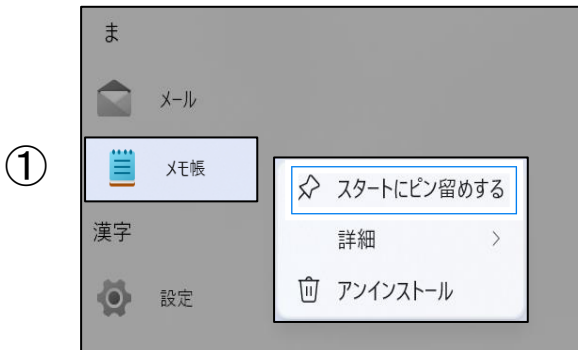 ま
メール
①
メモ帳
スタートにピン留めする
漢字
詳細
設定
アンインストール